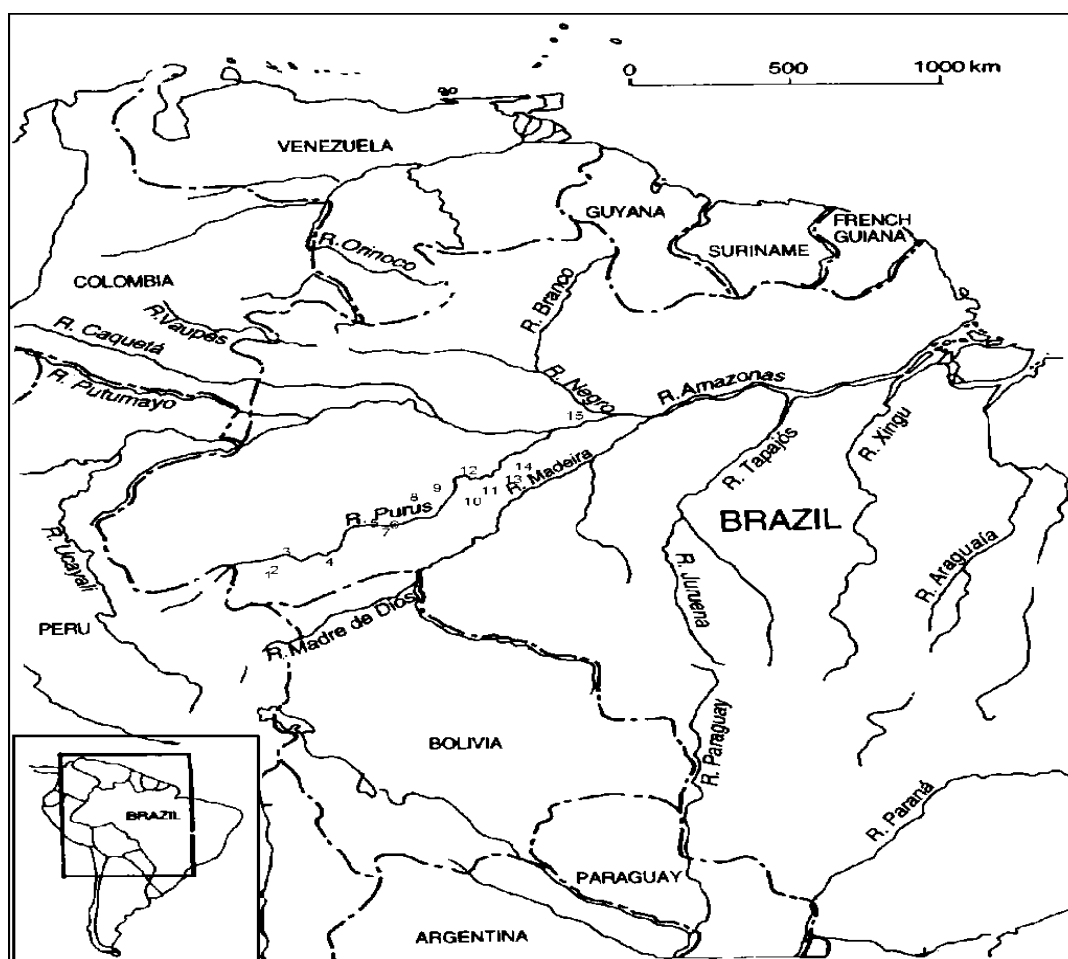 0 500 1000 km
VENEZUELA
GUYANA
FRENCH
GUIANA
SURINAME
R. Orinoco
COLOMBIA
R. Branco
R.Vaupés
R. Caquetá
R. Putumayo
R. Negro
R. Amazonas
15
R. Xingu
R. Tapajós
12
14
13
R. Madeira
9
8
11
10
R. Purus
5
6
7
BRAZIL
R. Ucayali
3
4
2
1
R. Araguaia
R. Juruena
PERU
R. Madre de Dios
BOLIVIA
R. Paraguay
R. Paraná
BRAZIL
PARAGUAY
ARGENTINA